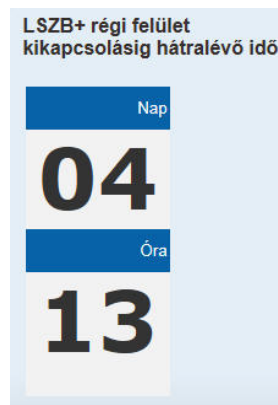 LSZB+ régi felület
kikapcsolásig hátralévő idő
Nap
04
Óra
13